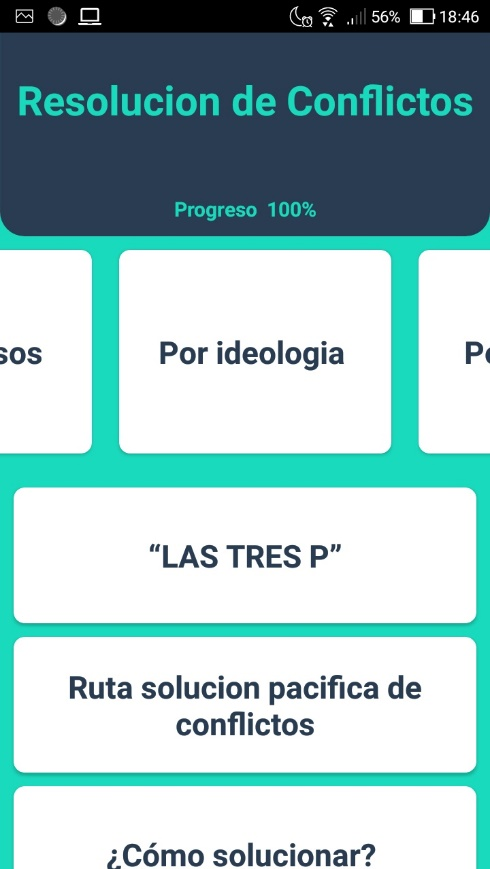 56% 18:46
Resolucion de Conflictos
Progreso 100%
sos Por ideologia P
“LAS TRES P”
Ruta solucion pacifica de
conflictos
¿Cómo solucionar?